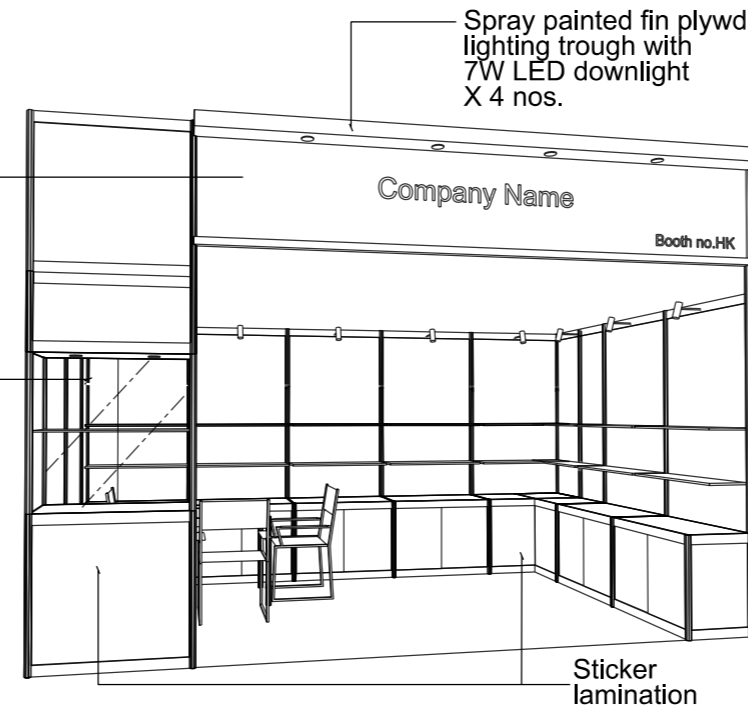 Spray painted fin plywd
lighting trough with
7W LED downlight
X 4 nos.
Company Name
Booth no.HK
Sticker
lamination